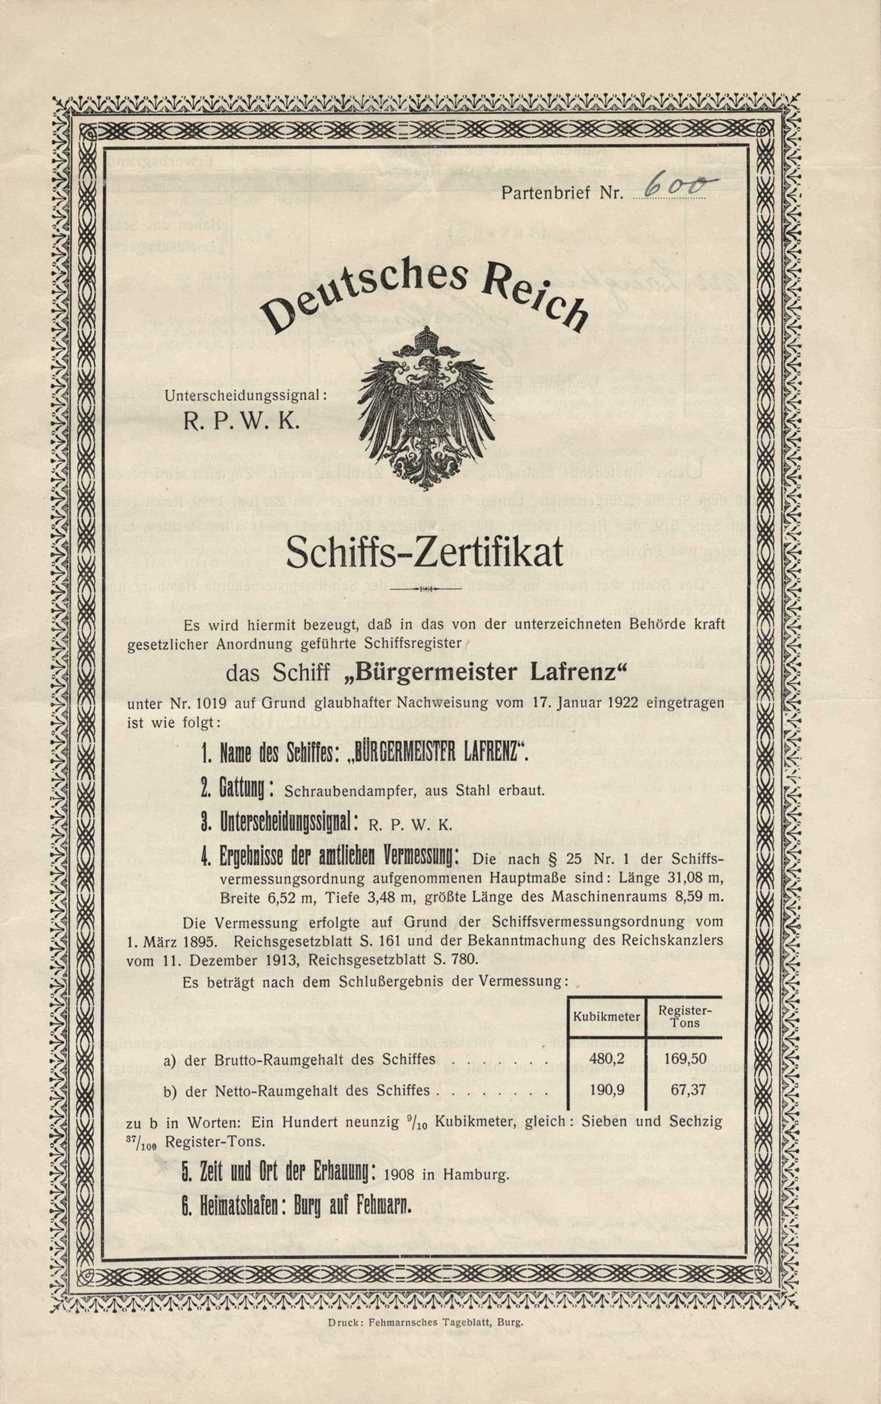 Partenbrief Nr. 600
Deutsches Reich
Unterscheidungssignal:
R. P. W. K.
Schiffs-Zertifikat
Es wird hiermit bezeugt, daß in das von der unterzeichneten Behörde kraft
gesetzlicher Anordnung geführte Schiffsregister
das Schiff „Bürgermeister Lafrenz“
unter Nr. 1019 auf Grund glaubhafter Nachweisung vom 17. Januar 1922 eingetragen
ist wie folgt:
1. Name des Schiffes: „BÜRGERMEISTER LAFRENZ“.
2. Gattung: Schraubendampfer, aus Stahl erbaut.
3. Unterscheidungssignal: R. P. W. K.
4. Ergebnisse der amtlichen Vermessung: Die nach § 25 Nr. 1 der Schiffs-
vermessungsordnung aufgenommenen Hauptmaße sind: Länge 31,08 m,
Breite 6,52 m, Tiefe 3,48 m, größte Länge des Maschinenraums 8,59 m.
Die Vermessung erfolgte auf Grund der Schiffsvermessungsordnung vom
1. März 1895. Reichsgesetzblatt S. 161 und der Bekanntmachung des Reichskanzlers
vom 11. Dezember 1913, Reichsgesetzblatt S. 780.
Es beträgt nach dem Schlußergebnis der Vermessung:
Kubikmeter Register-
Tons
a) der Brutto-Raumgehalt des Schiffes . . . . . . . 480,2 169,50
b) der Netto-Raumgehalt des Schiffes . . . . . . . . 190,9 67,37
zu b in Worten: Ein Hundert neunzig 9/10 Kubikmeter, gleich: Sieben und Sechzig
37/100 Register-Tons.
5. Zeit und Ort der Erbauung: 1908 in Hamburg.
6. Heimatshafen: Burg auf Fehmarn.
Druck: Fehmarnsches Tageblatt, Burg.